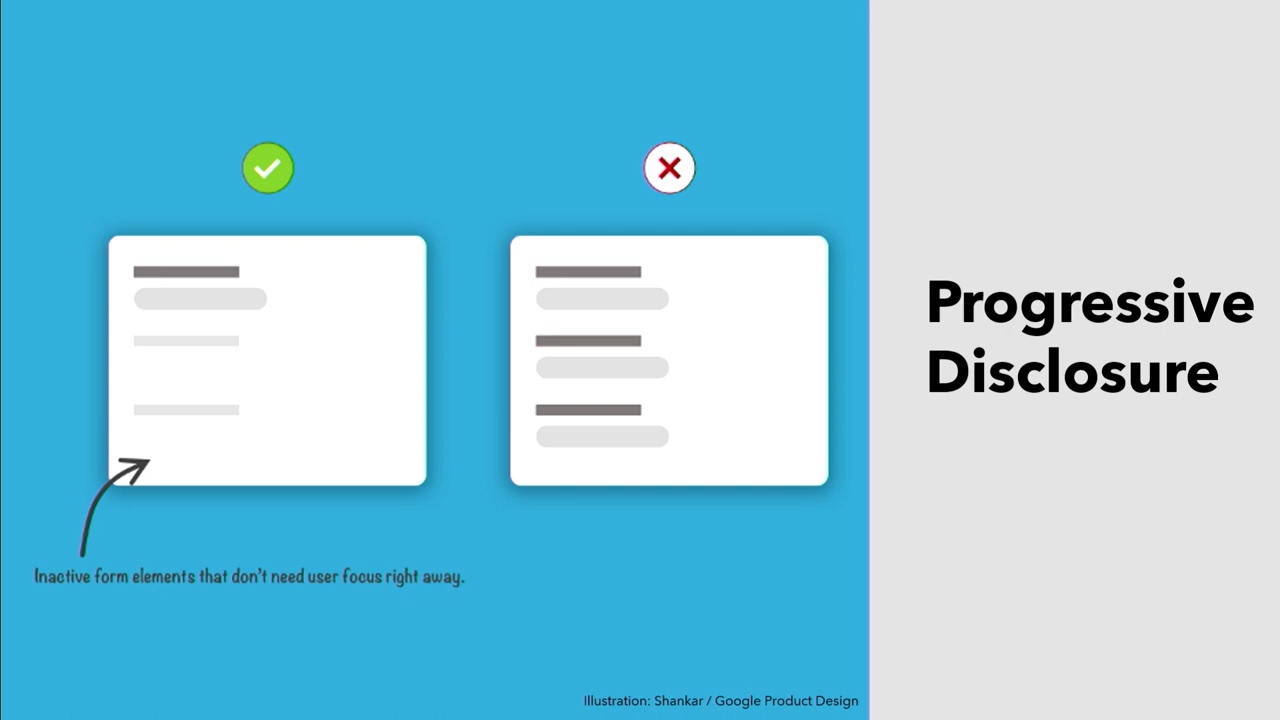 Progressive
Disclosure
Inactive form elements that don't need user focus right away.
Illustration: Shankar / Google Product Design